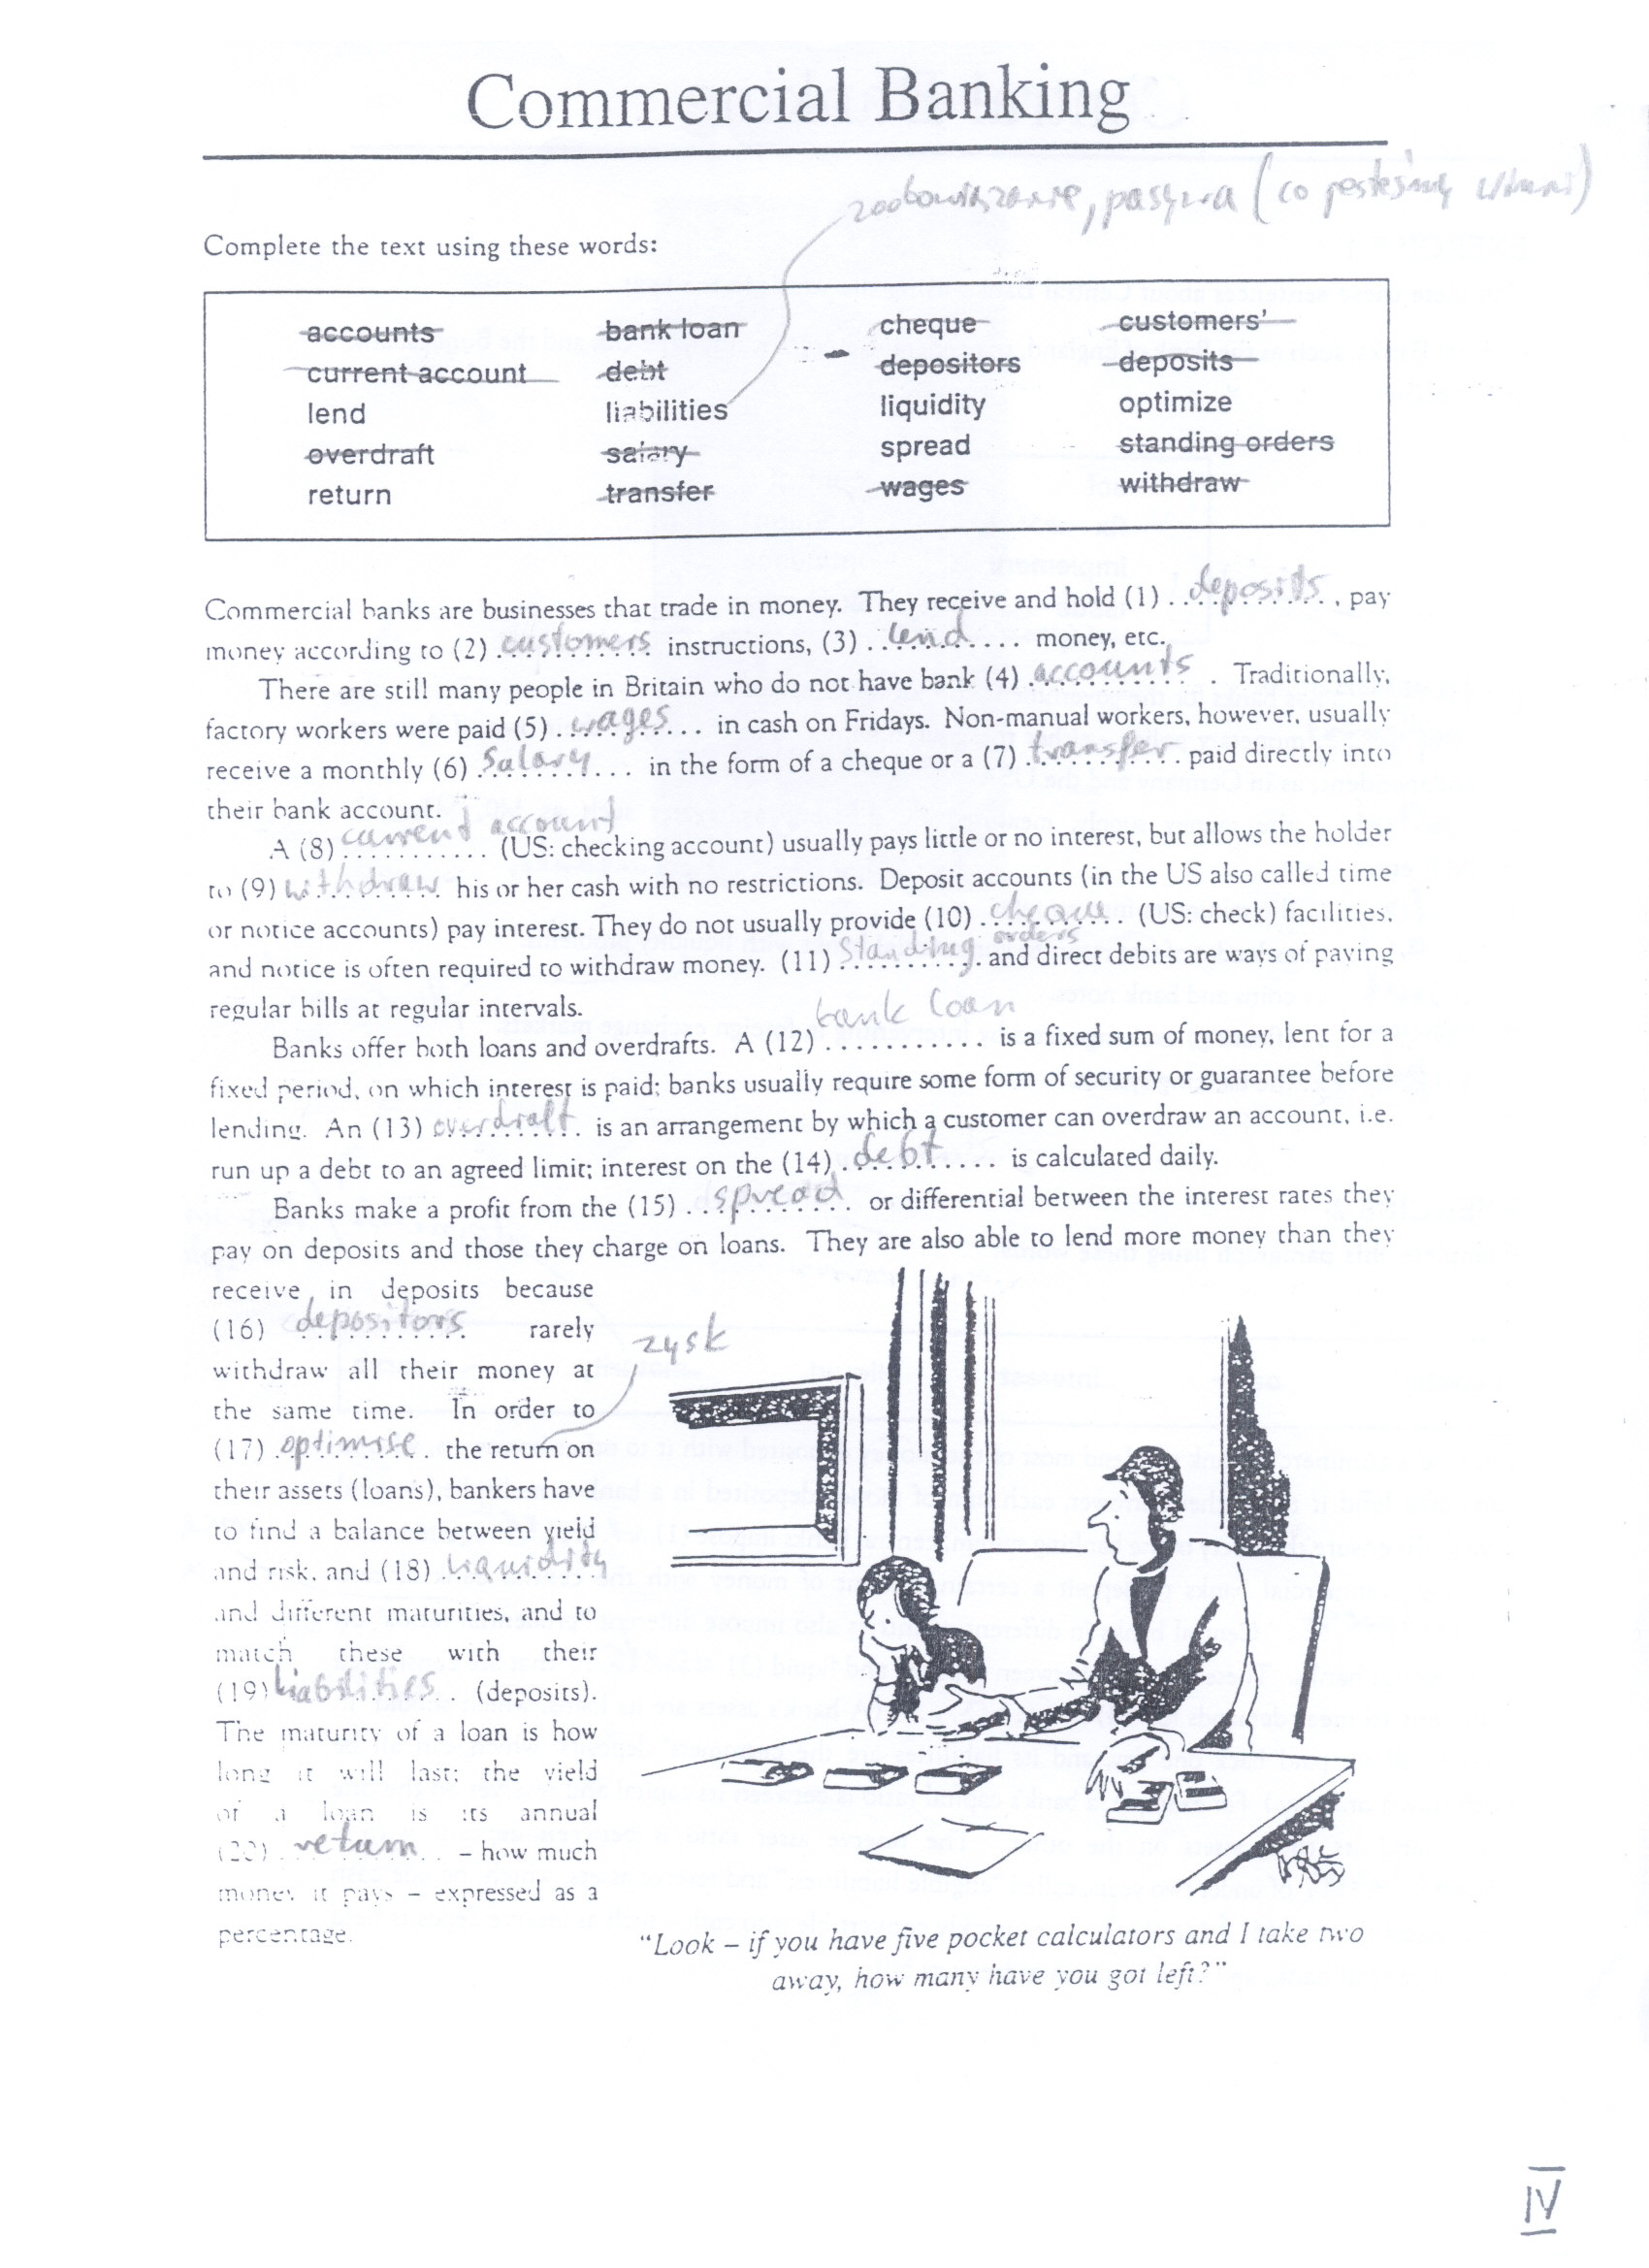 Commercial Banking
zobowiązanie, pasywa (co jesteśmy winni)
Complete the text using these words:
accounts bank loan cheque customers'
current account debt depositors deposits
lend liabilities liquidity optimize
overdraft salary spread standing orders
return transfer wages withdraw
Commercial banks are businesses that trade in money. They receive and hold (1) deposits, pay
money according to (2) customers instructions, (3) lend money, etc.
There are still many people in Britain who do not have bank (4) accounts. Traditionally,
factory workers were paid (5) wages in cash on Fridays. Non-manual workers, however, usually
receive a monthly (6) salary in the form of a cheque or a (7) transfer paid directly into
their bank account.
A (8) current account (US: checking account) usually pays little or no interest, but allows the holder
to (9) withdraw his or her cash with no restrictions. Deposit accounts (in the US also called time
or notice accounts) pay interest. They do not usually provide (10) cheque (US: check) facilities,
and notice is often required to withdraw money. (11) Standing orders and direct debits are ways of paying
regular bills at regular intervals.
Banks offer both loans and overdrafts. A (12) bank loan is a fixed sum of money, lent for a
fixed period, on which interest is paid; banks usually require some form of security or guarantee before
lending. An (13) overdraft is an arrangement by which a customer can overdraw an account, i.e.
run up a debt to an agreed limit; interest on the (14) debt is calculated daily.
Banks make a profit from the (15) spread or differential between the interest rates they
pay on deposits and those they charge on loans. They are also able to lend more money than they
receive in deposits because
(16) depositors rarely
zysk
withdraw all their money at
the same time. In order to
(17) optimise the return on
their assets (loans), bankers have
to find a balance between yield
and risk, and (18) liquidity
and different maturities, and to
match these with their
(19) liabilities (deposits).
The maturity of a loan is how
long it will last; the yield
of a loan is its annual
(20) return – how much
money it pays – expressed as a
percentage.
"Look – if you have five pocket calculators and I take two
away, how many have you got left?"
IV